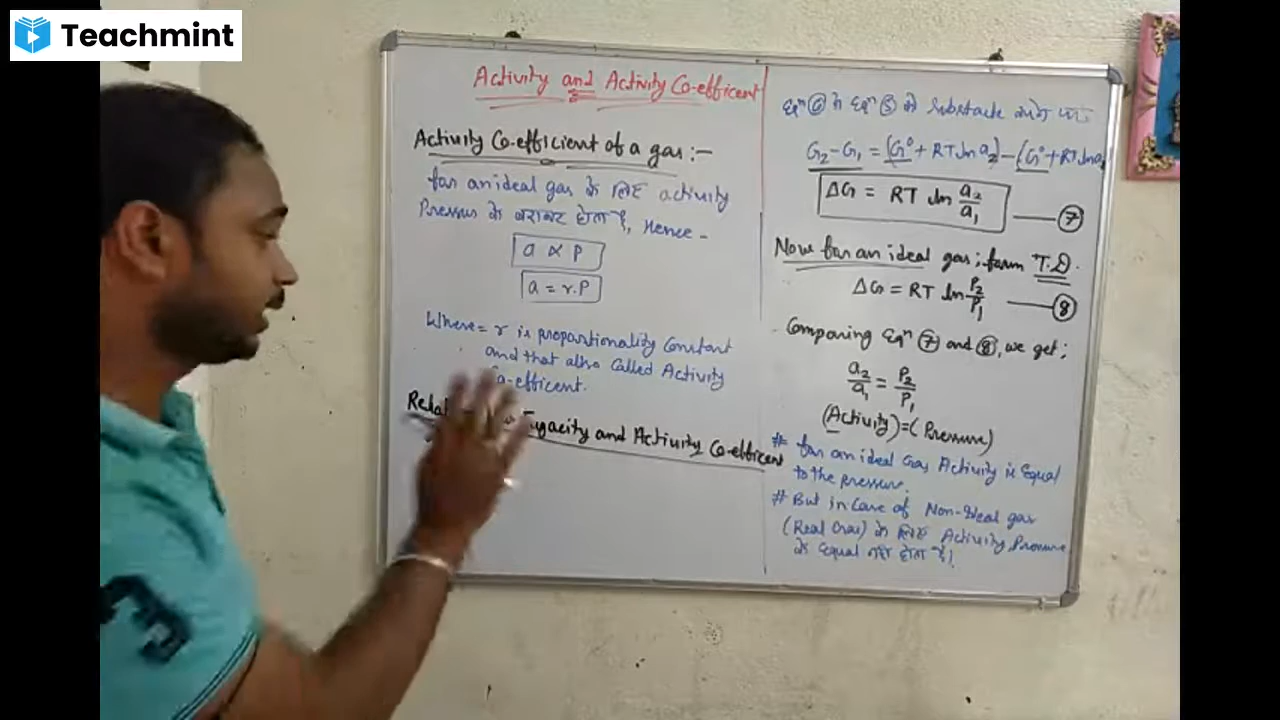 Teachmint
Activity and Activity Co-efficent
Activity Co-efficient of a gas :-
for an ideal gas के लिए activity
Pressur के बराबर होता है, Hence -
a ∝ P
a = r.P
Where = r is proportionality Constant
and that also Called Activity
Co-efficent.
Fugacity and Activity Co-efficent
Eqⁿ ⑥ से Eqⁿ ⑤ में Substack करने पर
G₂ - G₁ = (G° + RT ln a₂) - (G° + RT ln a₁
ΔG = RT ln a₂/a₁ —— ⑦
Now for an ideal gas; form T.D.
ΔG = RT ln P₂/P₁ —— ⑧
Comparing Eqⁿ ⑦ and ⑧, we get;
a₂/a₁ = P₂/P₁
(Activity) = (Pressure)
# for an ideal Gas Activity is Equal
to the pressure.
# But in Case of Non-Ideal gas
(Real Gas) के लिए Activity, Pressure
के Equal नहीं होता है।